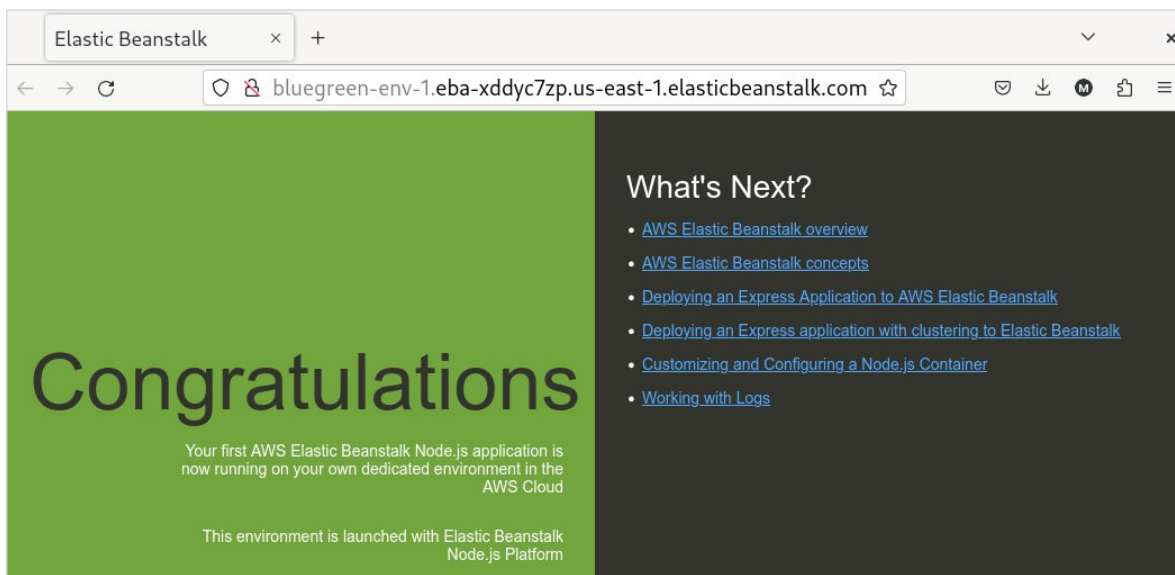 Elastic Beanstalk
bluegreen-env-1.eba-xddyc7zp.us-east-1.elasticbeanstalk.com
M
Congratulations
Your first AWS Elastic Beanstalk Node.js application is
now running on your own dedicated environment in the
AWS Cloud
This environment is launched with Elastic Beanstalk
Node.js Platform
What's Next?
AWS Elastic Beanstalk overview
AWS Elastic Beanstalk concepts
Deploying an Express Application to AWS Elastic Beanstalk
Deploying an Express application with clustering to Elastic Beanstalk
Customizing and Configuring a Node.js Container
Working with Logs